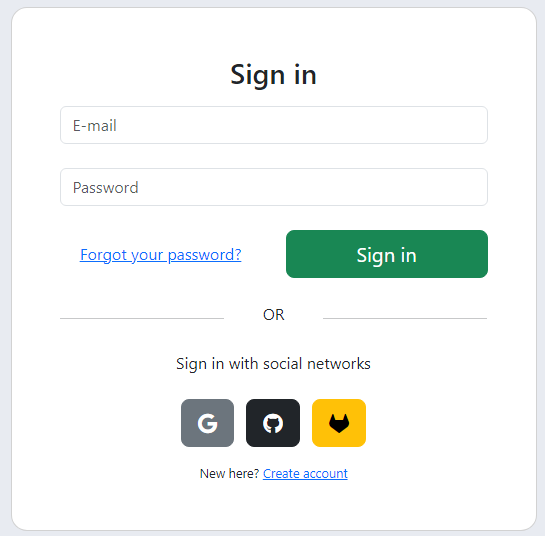 Sign in
E-mail
Password
Forgot your password? Sign in
OR
Sign in with social networks
G
New here? Create account